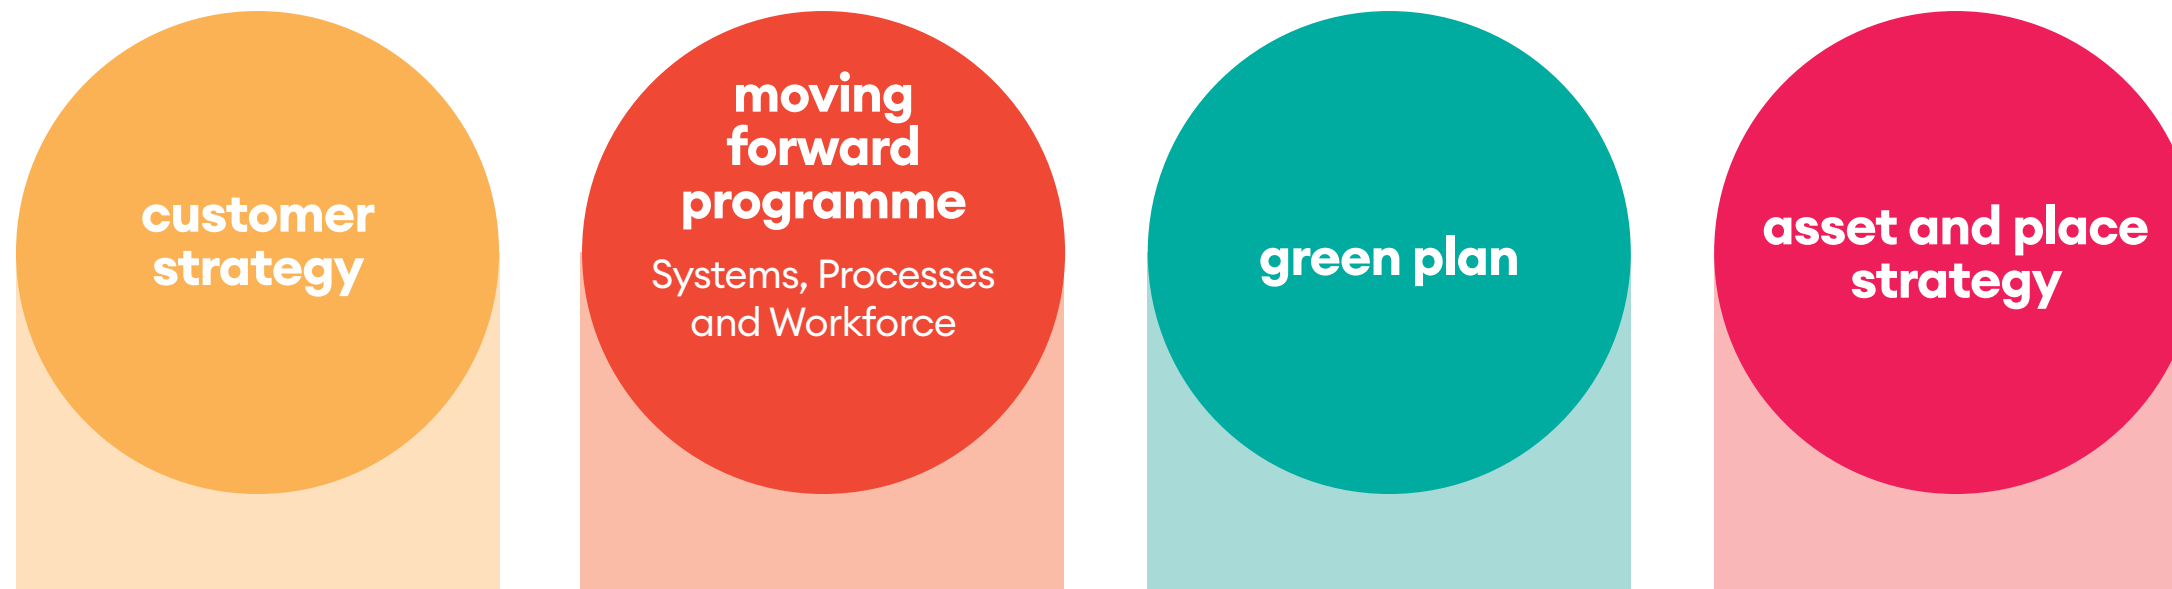 customer
strategy
moving
forward
programme
Systems, Processes
and Workforce
green plan
asset and place
strategy